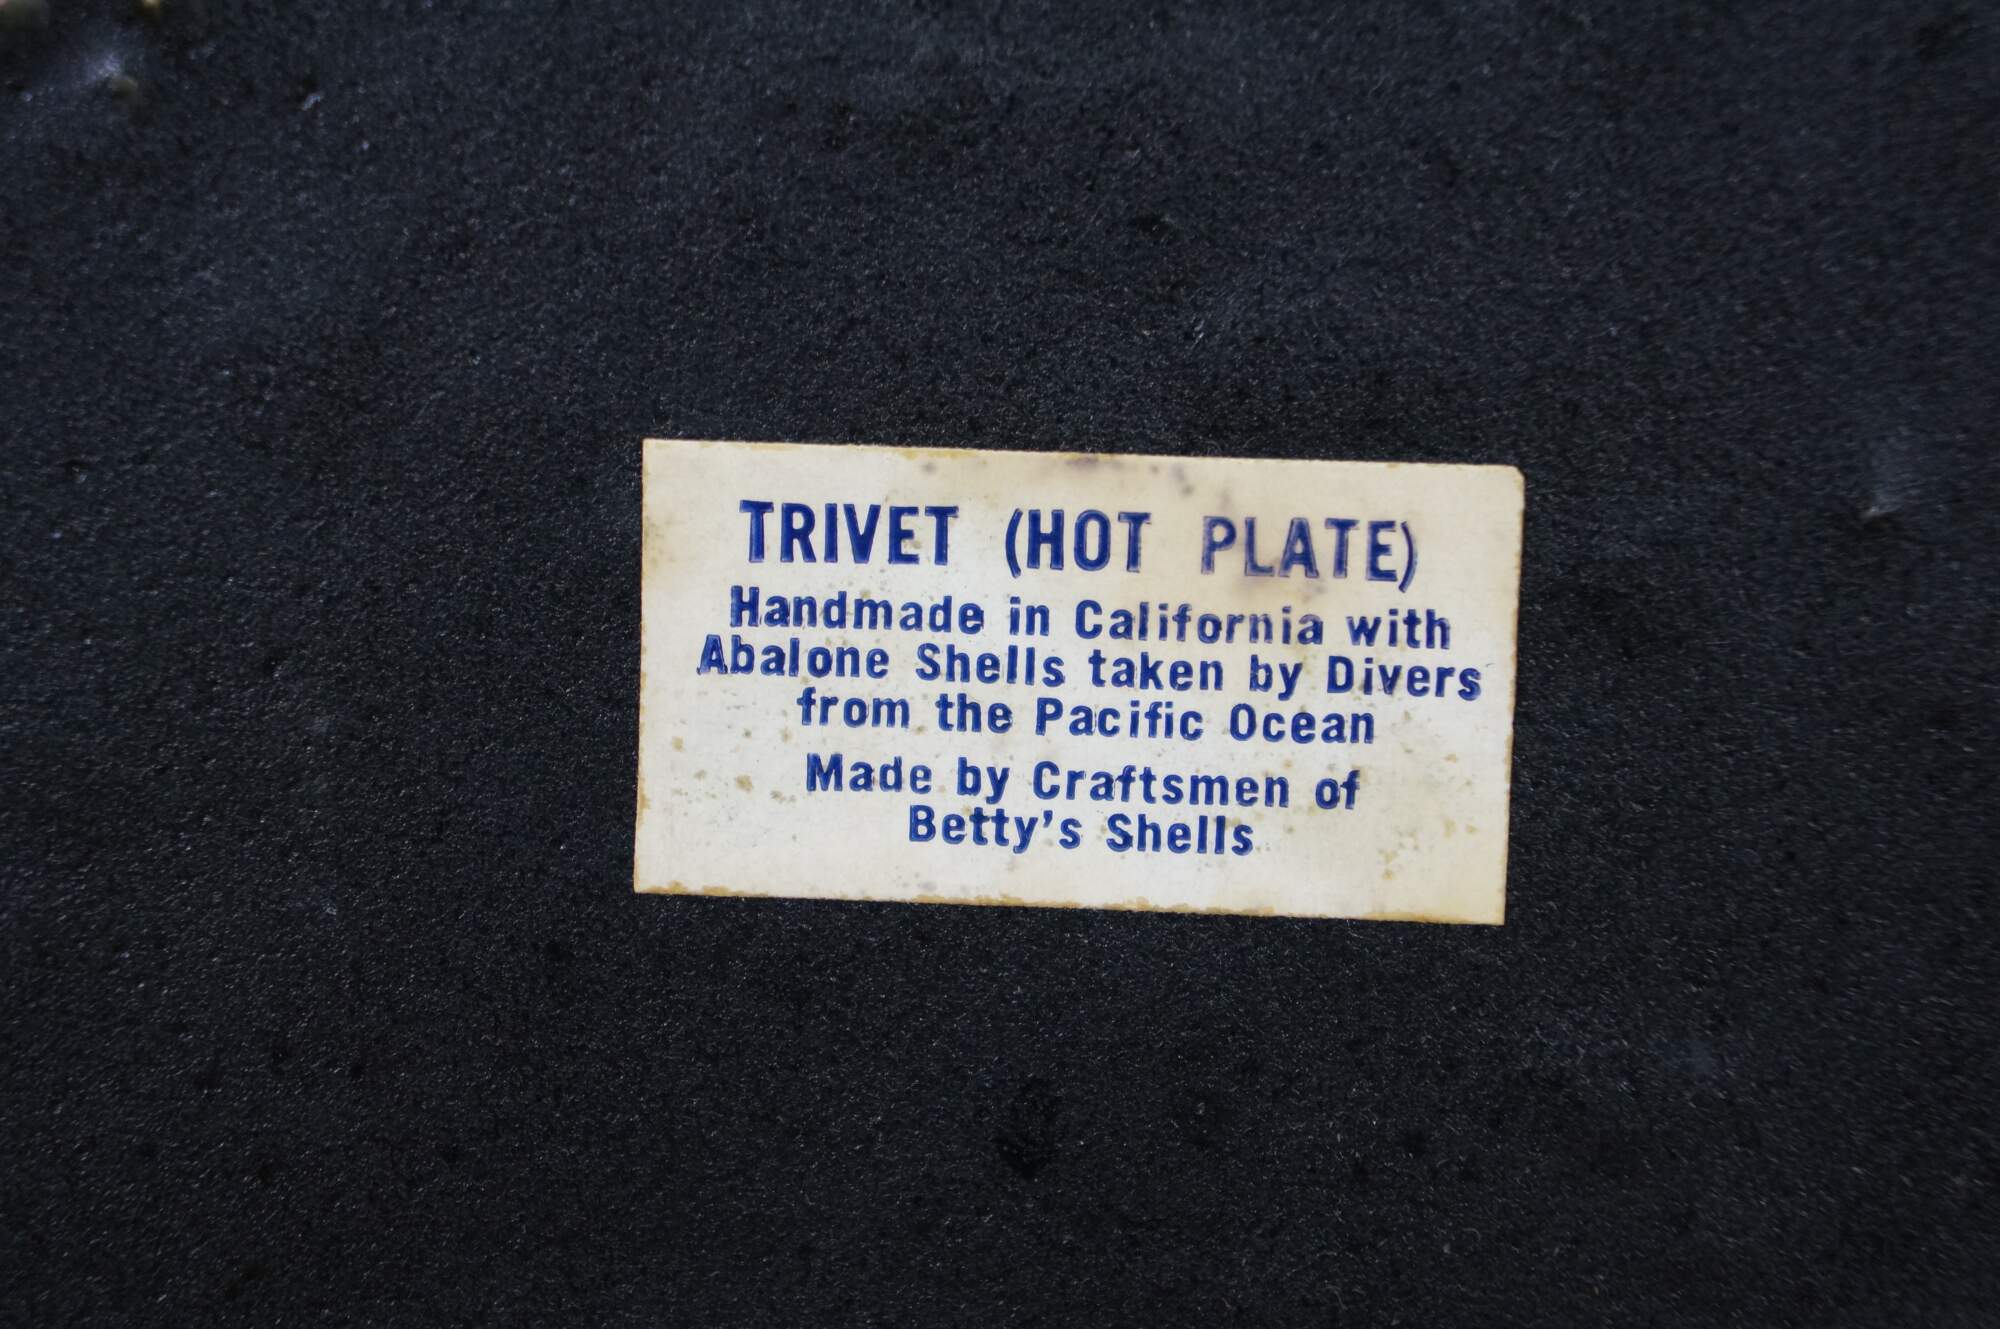 TRIVET (HOT PLATE)
Handmade in California with
Abalone Shells taken by Divers
from the Pacific Ocean
Made by Craftsmen of
Betty's Shells